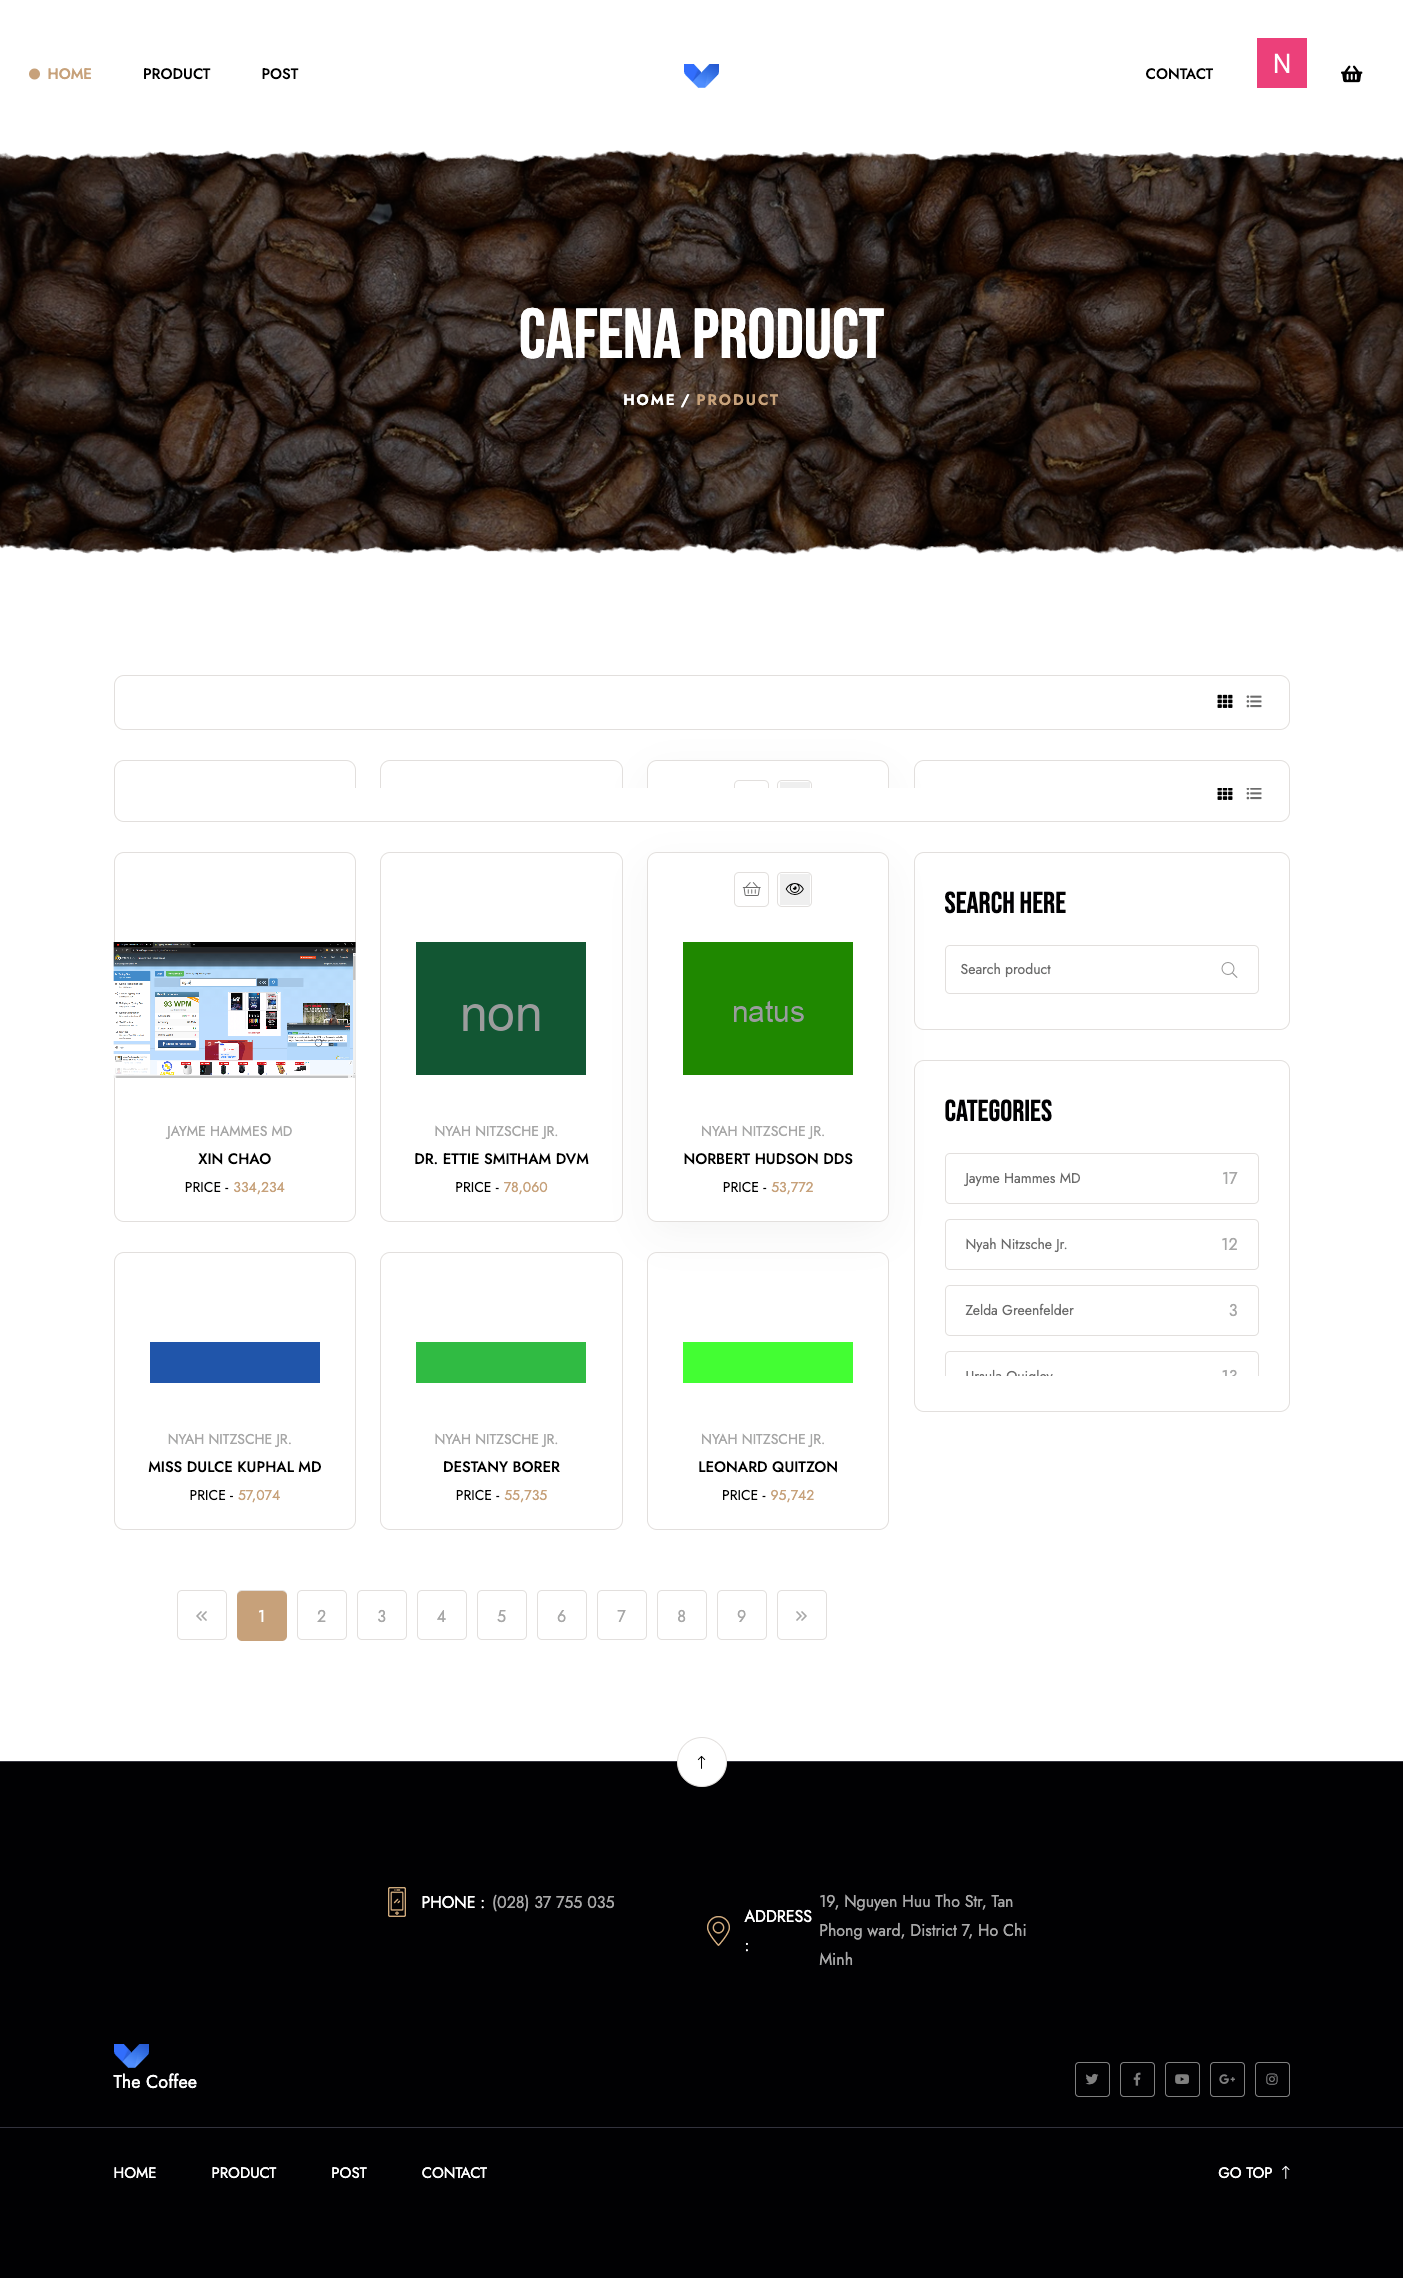 HOME
PRODUCT
POST
CONTACT
N
CAFENA PRODUCT
HOME / PRODUCT
93 WPM
non
natus
JAYME HAMMES MD
XIN CHAO
PRICE - 334,234
NYAH NITZSCHE JR.
DR. ETTIE SMITHAM DVM
PRICE - 78,060
NYAH NITZSCHE JR.
NORBERT HUDSON DDS
PRICE - 53,772
SEARCH HERE
Search product
CATEGORIES
Jayme Hammes MD 17
Nyah Nitzsche Jr. 12
Zelda Greenfelder 3
Ursula Quigley 13
NYAH NITZSCHE JR.
MISS DULCE KUPHAL MD
PRICE - 57,074
NYAH NITZSCHE JR.
DESTANY BORER
PRICE - 55,735
NYAH NITZSCHE JR.
LEONARD QUITZON
PRICE - 95,742
« 1 2 3 4 5 6 7 8 9 »
PHONE : (028) 37 755 035
ADDRESS :
19, Nguyen Huu Tho Str, Tan
Phong ward, District 7, Ho Chi
Minh
The Coffee
HOME
PRODUCT
POST
CONTACT
GO TOP ↑